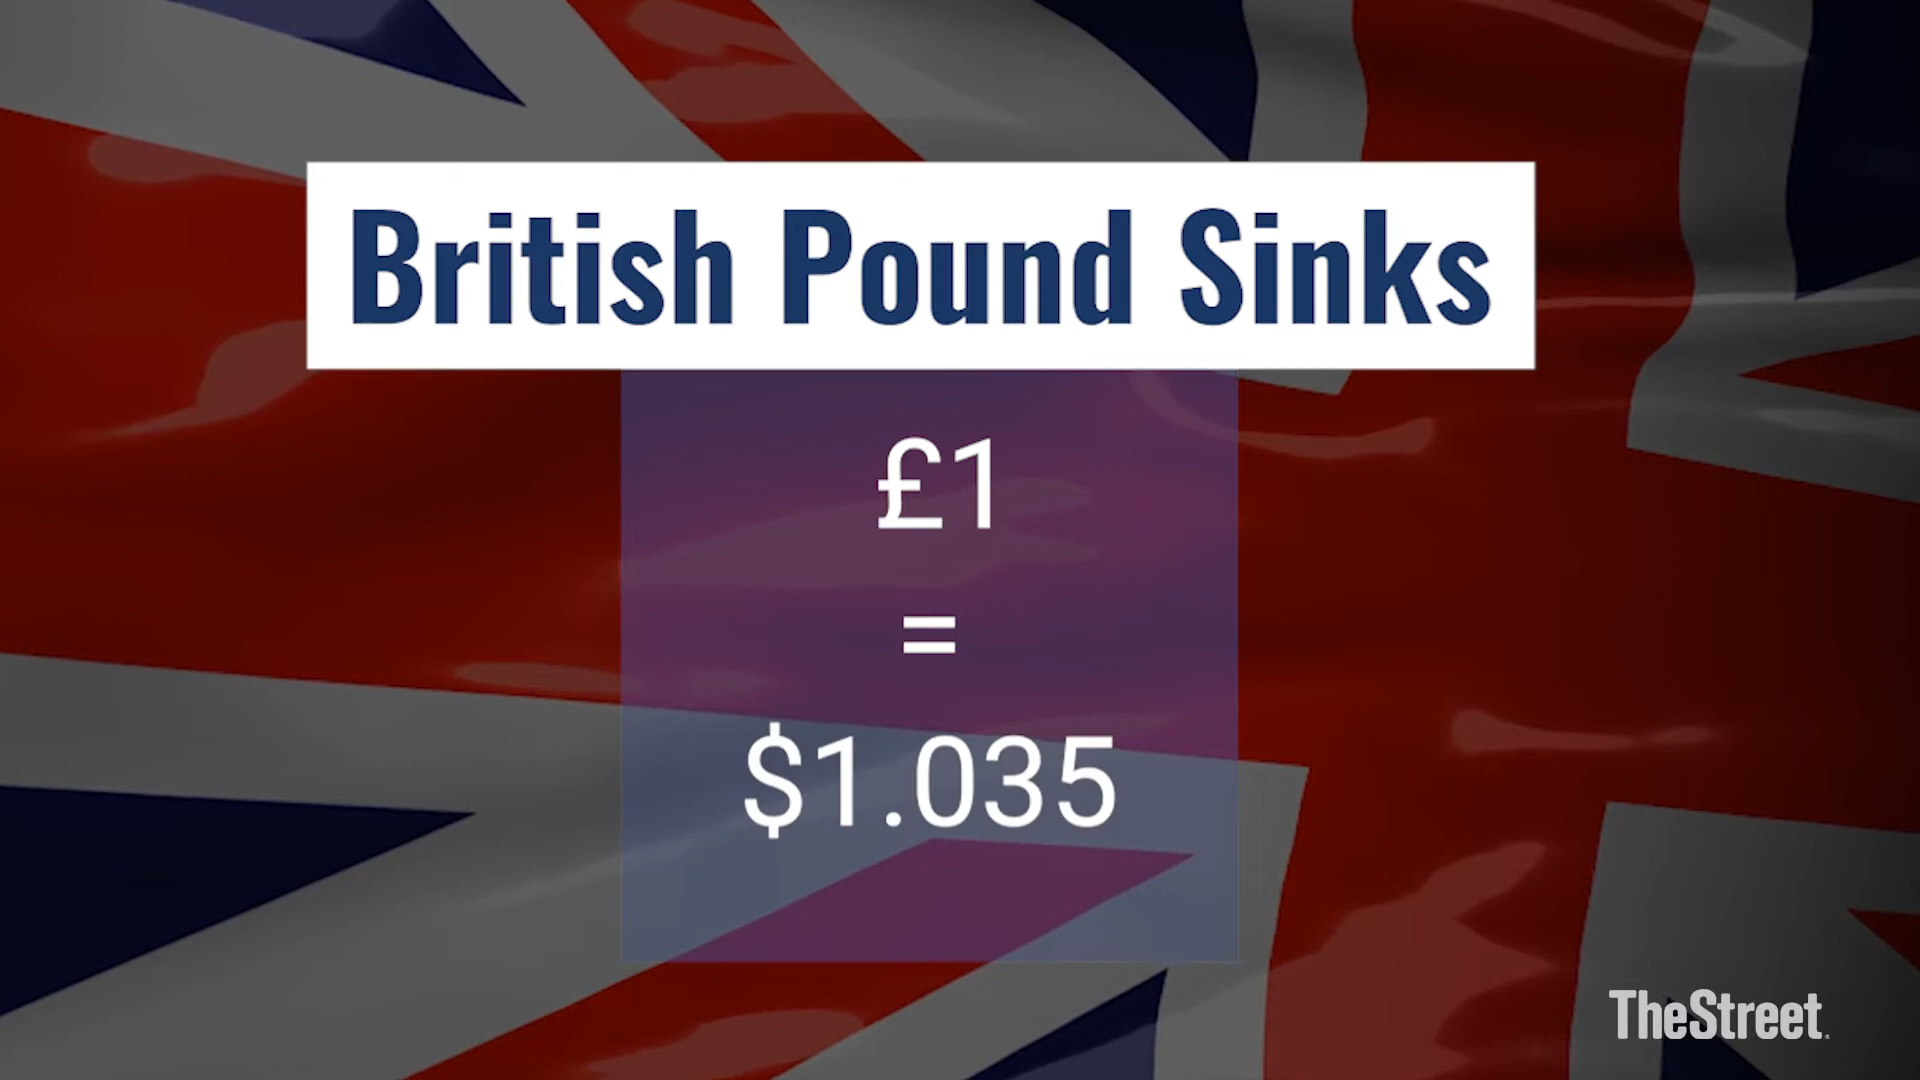 British Pound Sinks
£1
=
$1.035
TheStreet.